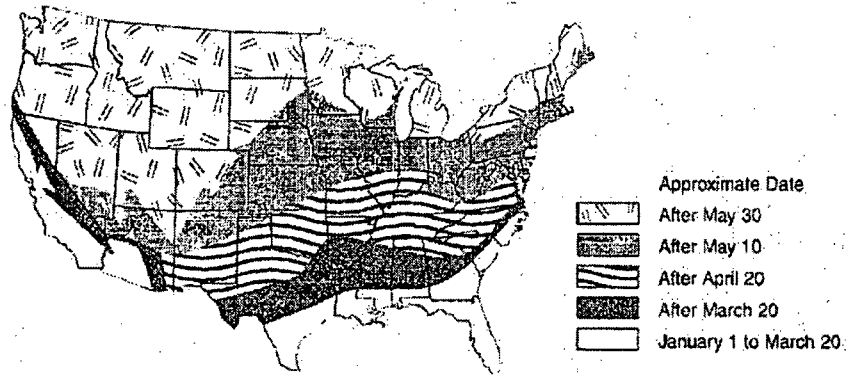 Approximate Date
After May 30
After May 10
After April 20
After March 20
January 1 to March 20